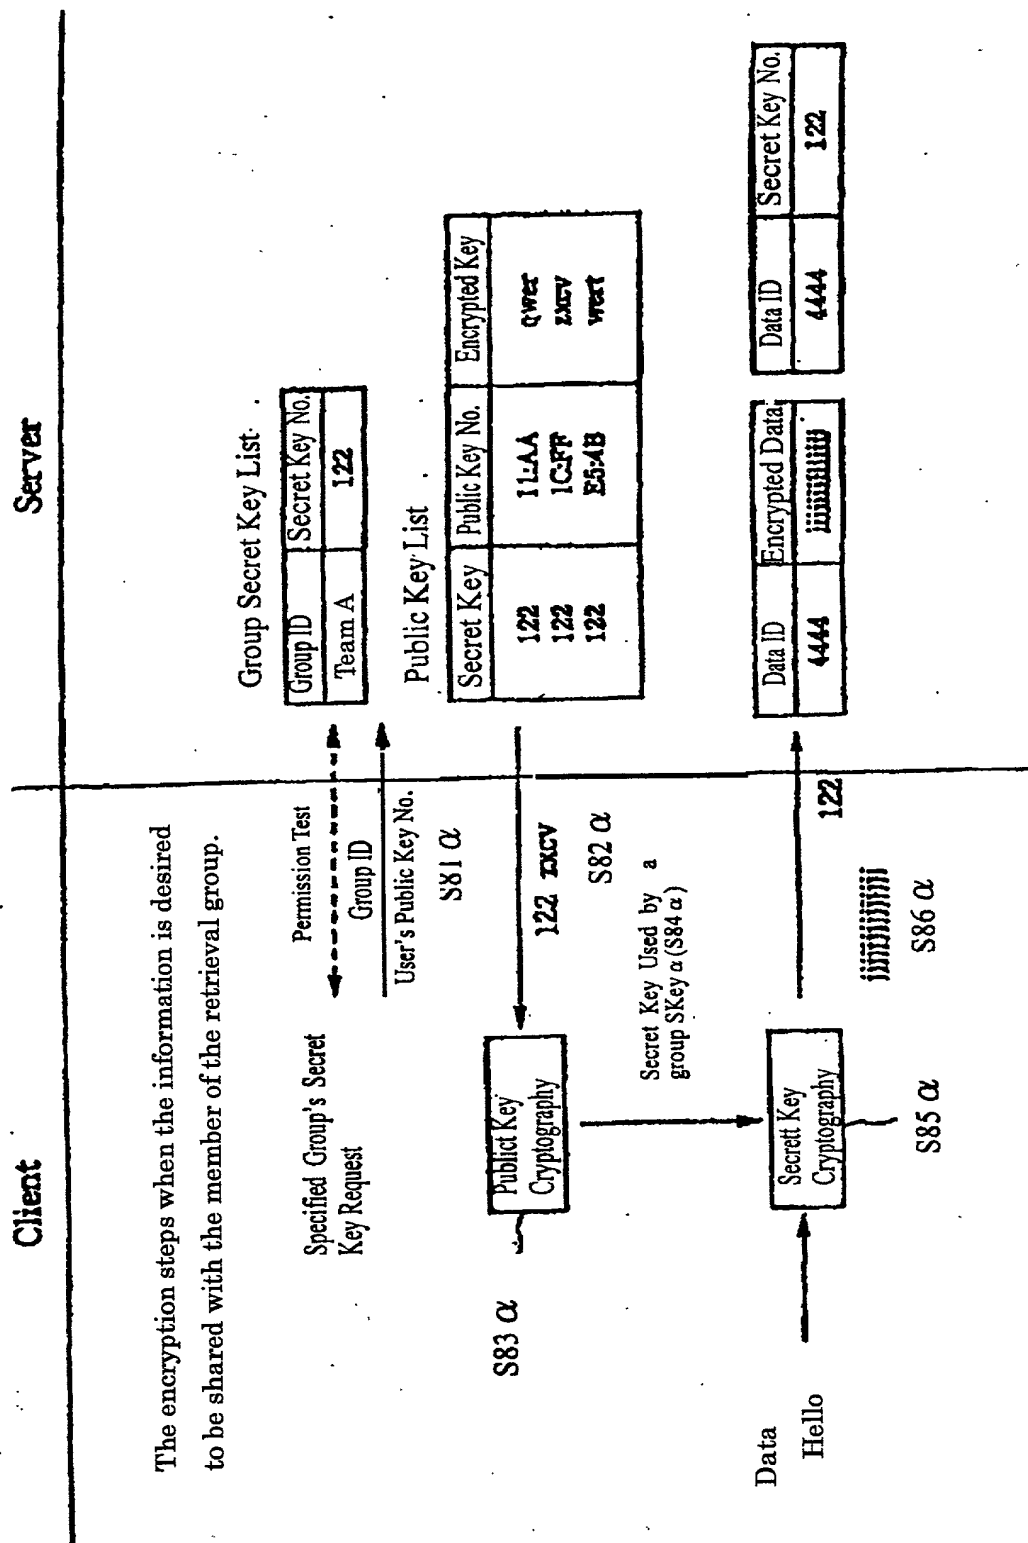 Client
Server
The encryption steps when the information is desired
to be shared with the member of the retrieval group.
Specified Group's Secret
Key Request
Permission Test
Group ID
User's Public Key No.
S81 α
Group Secret Key List
Group ID
Secret Key No.
Team A
122
Public Key List
Secret Key
Public Key No.
Encrypted Key
122
11:AA
qwer
122
1C:FF
zxcv
122
E5:4B
wert
122 zxcv
S82 α
S83 α
Publict Key
Cryptography
Secret Key Used by a
group SKey α (S84 α)
Data
Hello
Secrett Key
Cryptography
S85 α
122
S86 α
Data ID
Encrypted Data
4444
Data ID
Secret Key No.
4444
122